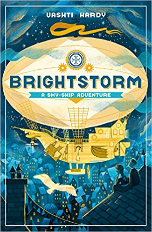 VASHTI HARDY
BRIGHTSTORM
A SKY-SHIP ADVENTURE